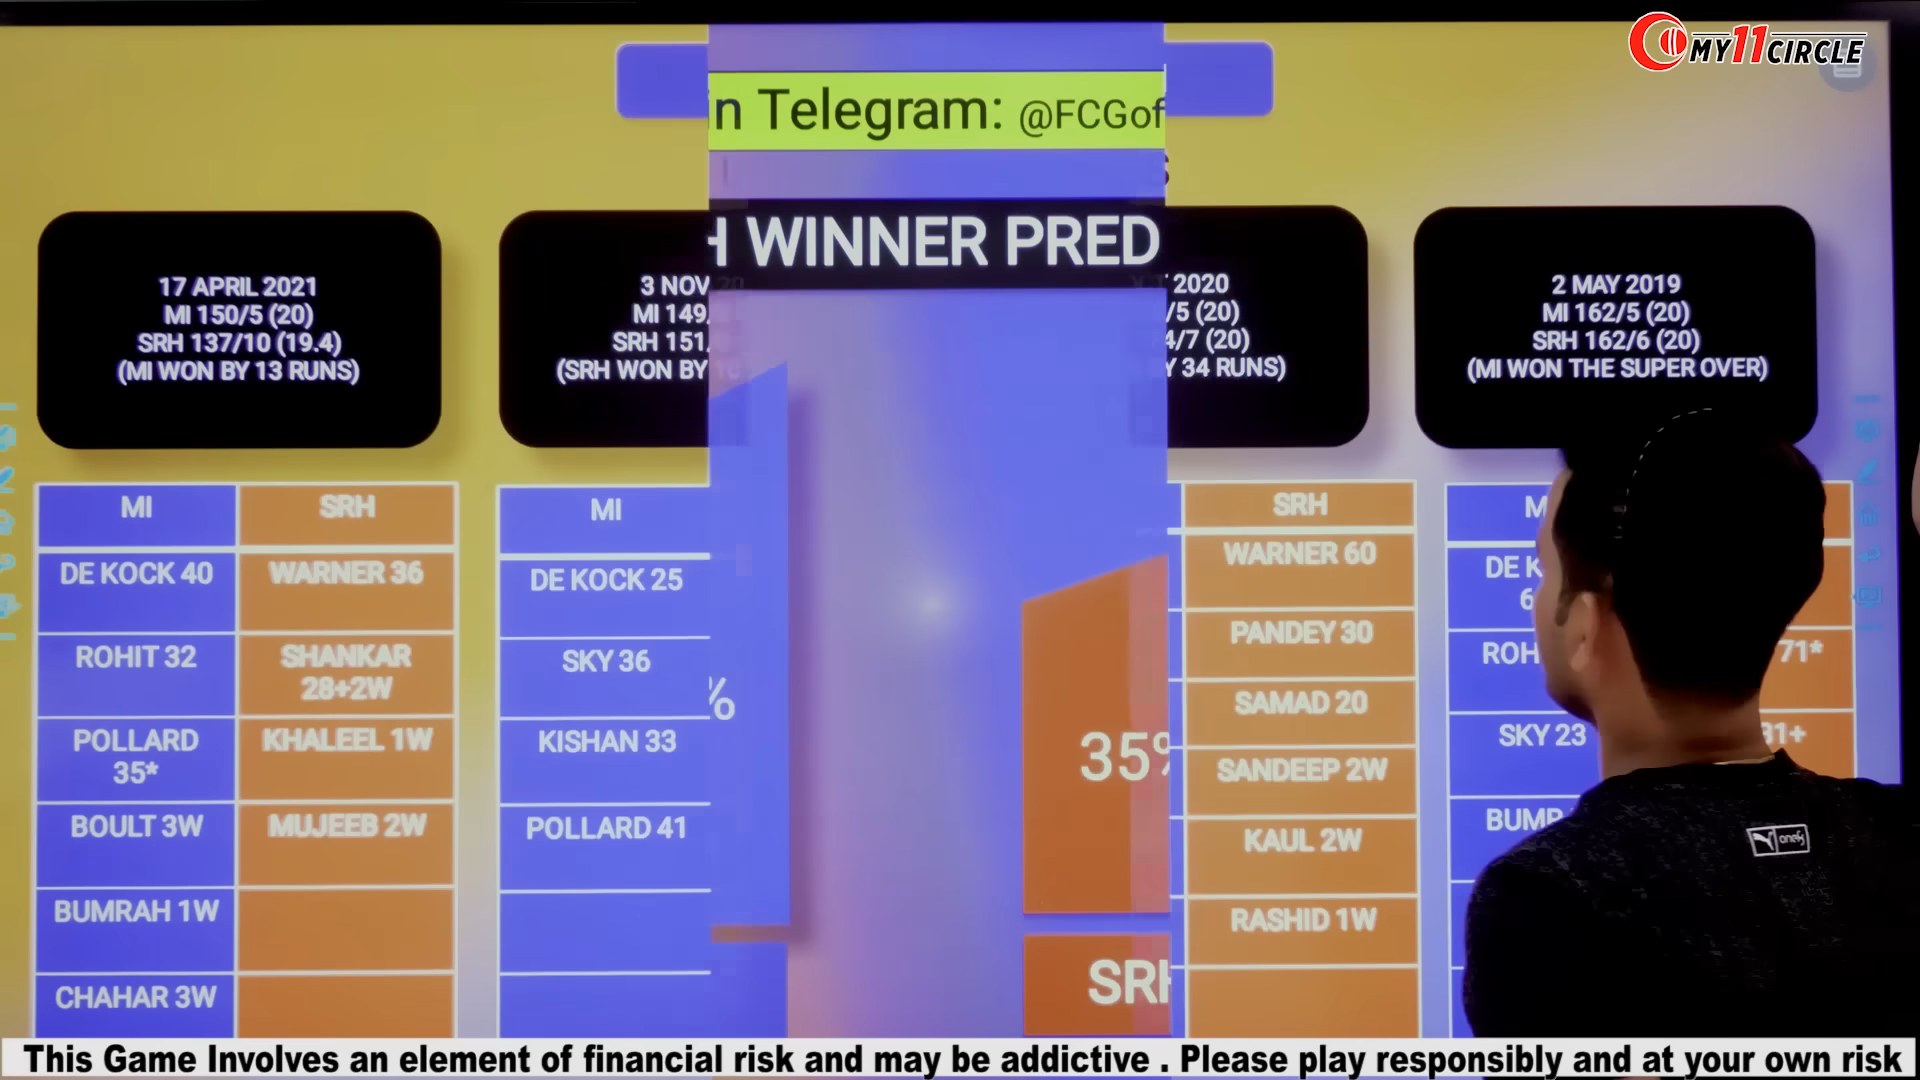 MY11CIRCLE
n Telegram: @FCGof
WINNER PRED
17 APRIL 2021
MI 150/5 (20)
SRH 137/10 (19.4)
(MI WON BY 13 RUNS)
3 NOV
MI 149
SRH 151
(SRH WON BY
2020
/5 (20)
4/7 (20)
Y 34 RUNS)
2 MAY 2019
MI 162/5 (20)
SRH 162/6 (20)
(MI WON THE SUPER OVER)
MI SRH
DE KOCK 40 WARNER 36
ROHIT 32 SHANKAR
28+2W
POLLARD
35*
KHALEEL 1W
BOULT 3W MUJEEB 2W
BUMRAH 1W
CHAHAR 3W
MI
DE KOCK 25
SKY 36
KISHAN 33
POLLARD 41
%
35%
SRH
SRH
WARNER 60
PANDEY 30
SAMAD 20
SANDEEP 2W
KAUL 2W
RASHID 1W
M
DE K
6
ROH 71*
SKY 23 31+
BUMR
one8
This Game Involves an element of financial risk and may be addictive . Please play responsibly and at your own risk